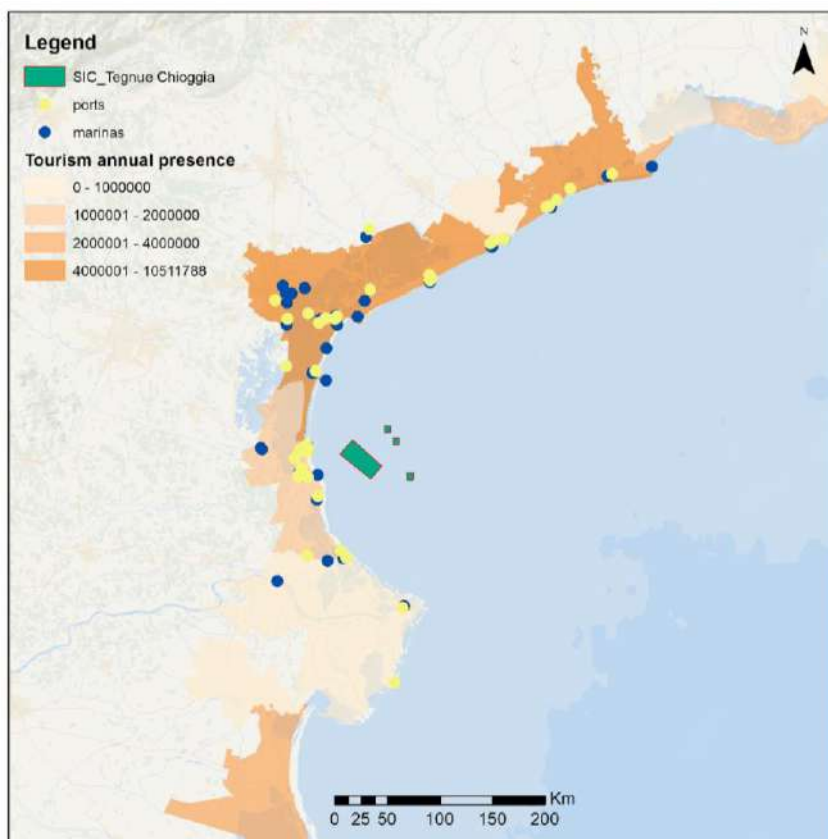 N
Legend
SIC_Tegnue Chioggia
ports
marinas
Tourism annual presence
0 - 1000000
1000001 - 2000000
2000001 - 4000000
4000001 - 10511788
Km
0 25 50 100 150 200